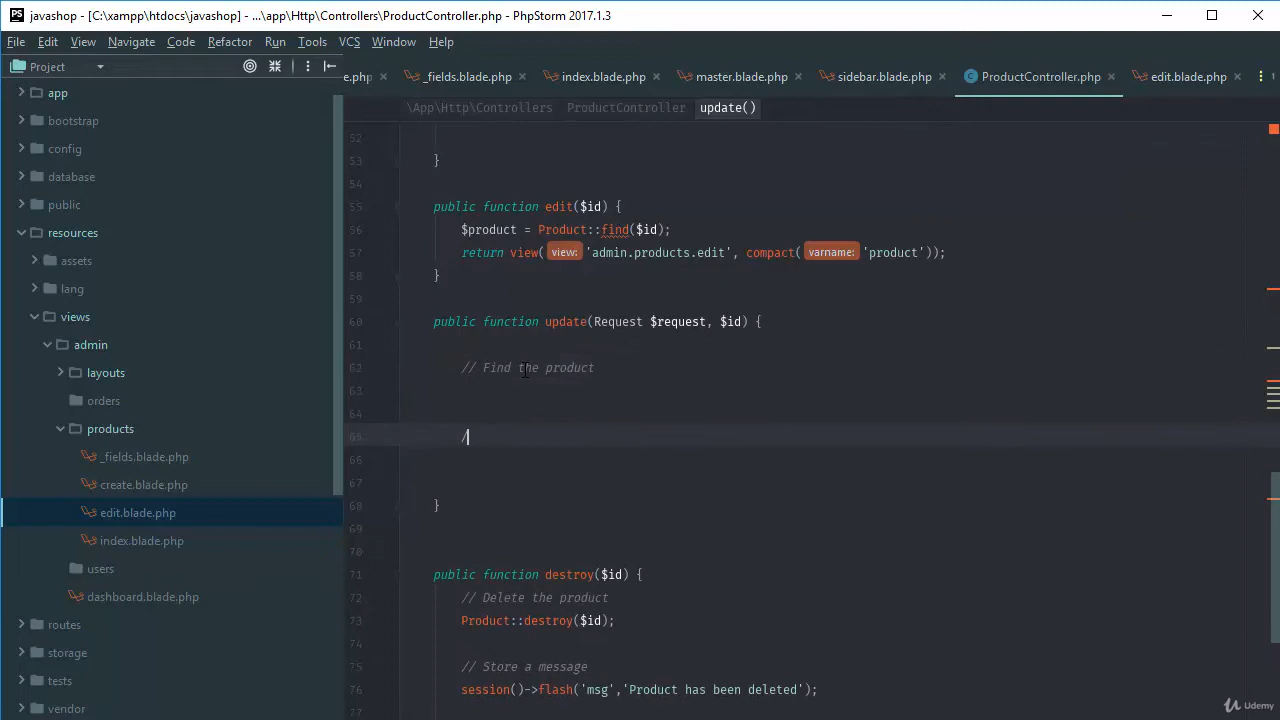 PS javashop - [C:\xampp\htdocs\javashop] - ...\app\Http\Controllers\ProductController.php - PhpStorm 2017.1.3
File Edit View Navigate Code Refactor Run Tools VCS Window Help
Project
e.php _fields.blade.php index.blade.php master.blade.php sidebar.blade.php ProductController.php edit.blade.php
\App\Http\Controllers ProductController update()
app
bootstrap
config
database
public
resources
assets
lang
views
admin
layouts
orders
products
_fields.blade.php
create.blade.php
edit.blade.php
index.blade.php
users
dashboard.blade.php
routes
storage
tests
vendor
52
53 }
54
55 public function edit($id) {
56 $product = Product::find($id);
57 return view( view: 'admin.products.edit', compact( varname: 'product'));
58 }
59
60 public function update(Request $request, $id) {
61
62 // Find the product
63
64
65 /
66
67
68 }
69
70
71 public function destroy($id) {
72 // Delete the product
73 Product::destroy($id);
74
75 // Store a message
76 session()->flash('msg','Product has been deleted');
77
Udemy